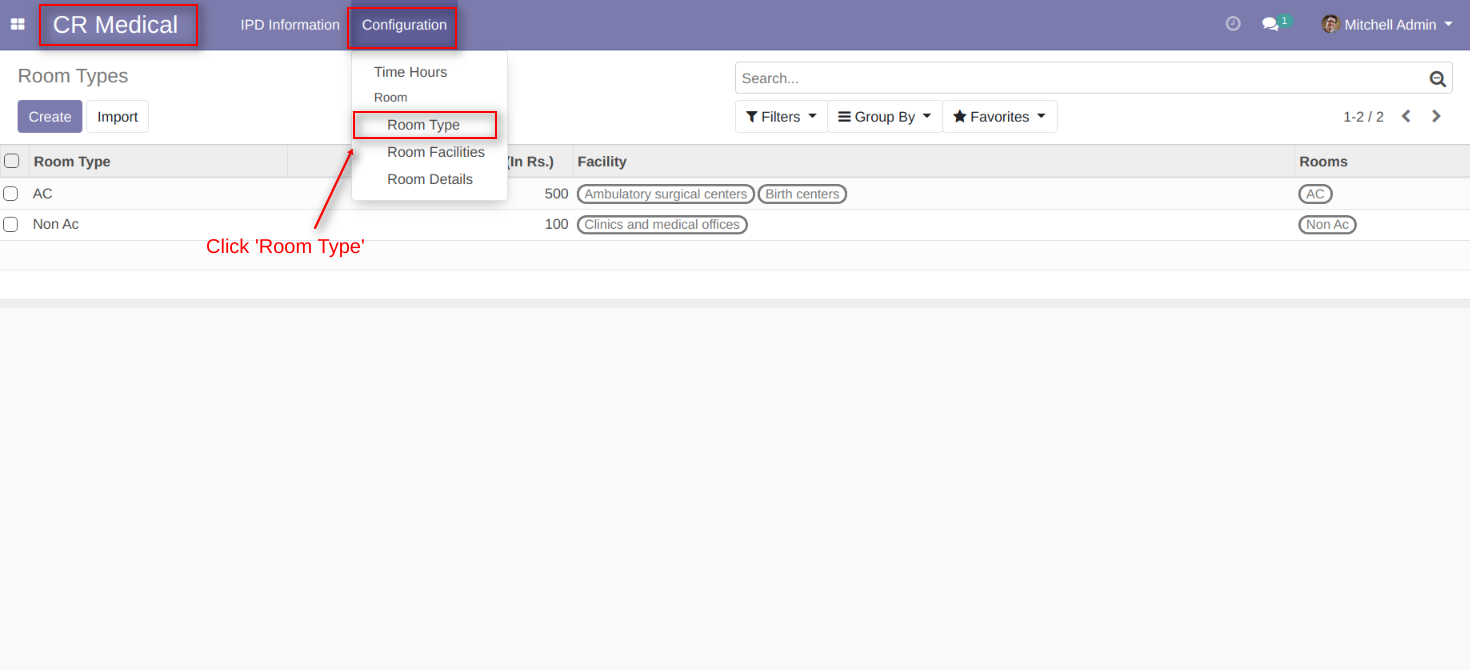 CR Medical IPD Information Configuration 1 Mitchell Admin
Time Hours
Room
Room Type
Room Facilities
Room Details
Room Types
Search...
Create Import
Filters Group By Favorites 1-2 / 2
Room Type (In Rs.) Facility Rooms
AC 500 Ambulatory surgical centers Birth centers AC
Non Ac 100 Clinics and medical offices Non Ac
Click 'Room Type'